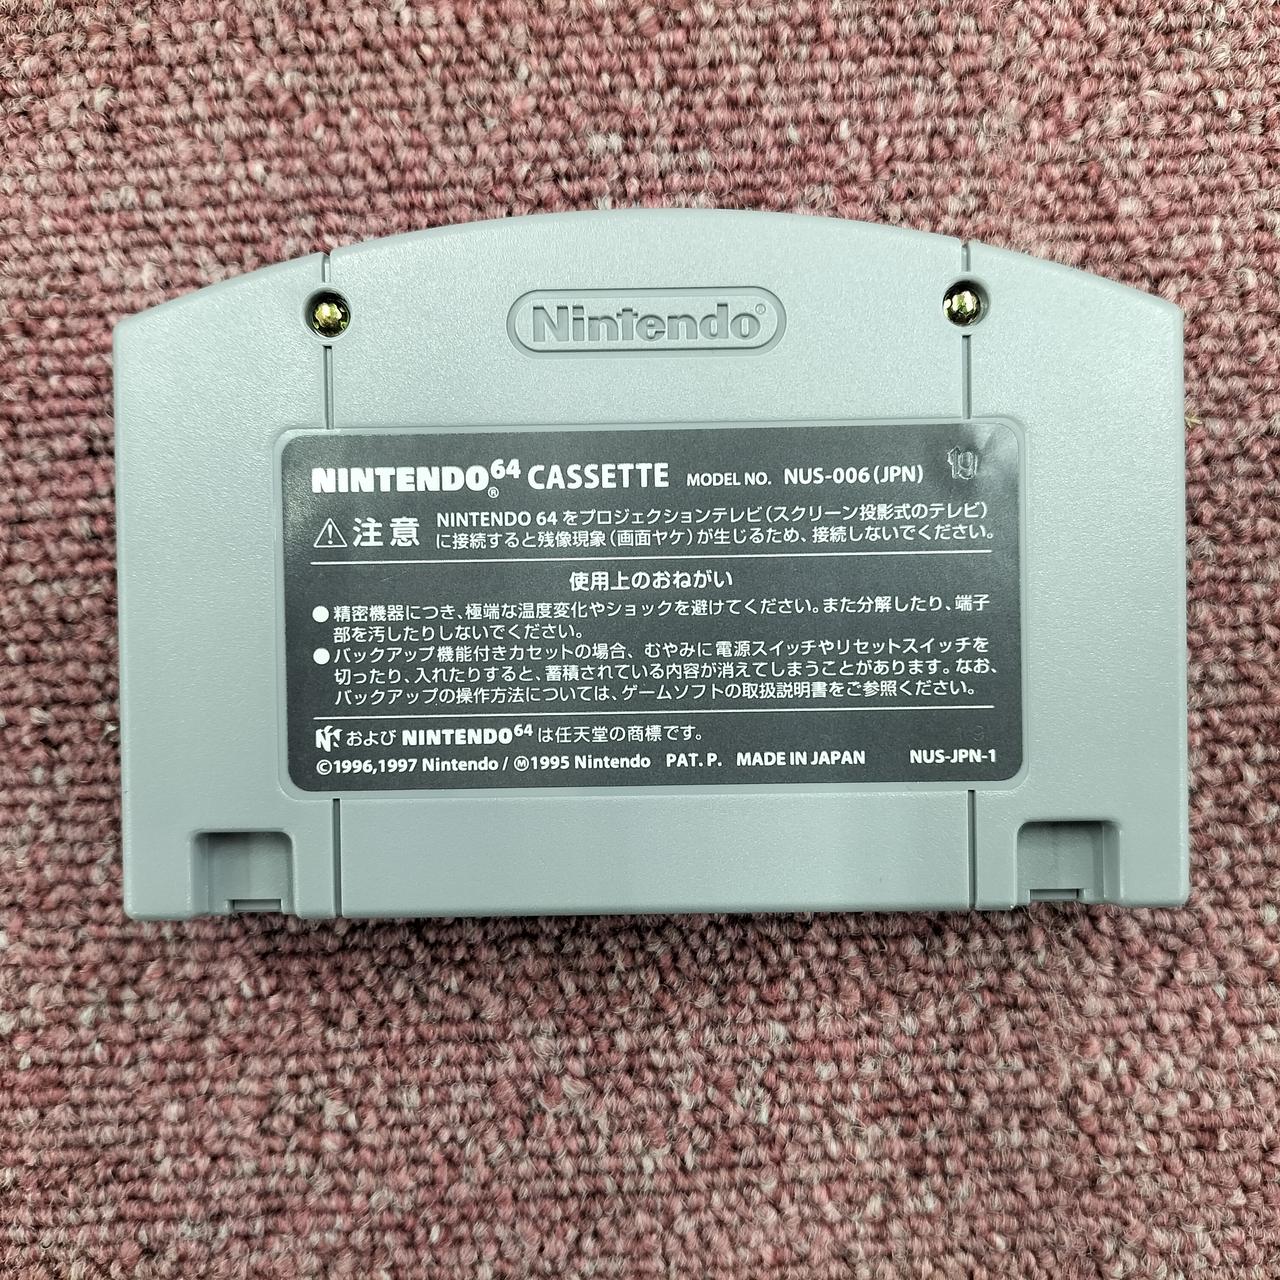 Nintendo®
NINTENDO®64 CASSETTE MODEL NO. NUS-006(JPN) 19
注意 NINTENDO 64 をプロジェクションテレビ(スクリーン投影式のテレビ)
に接続すると残像現象(画面ヤケ)が生じるため、接続しないでください。
使用上のおねがい
●精密機器につき、極端な温度変化やショックを避けてください。また分解したり、端子
部を汚したりしないでください。
●バックアップ機能付きカセットの場合、むやみに電源スイッチやリセットスイッチを
切ったり、入れたりすると、蓄積されている内容が消えてしまうことがあります。なお、
バックアップの操作方法については、ゲームソフトの取扱説明書をご参照ください。
および NINTENDO64 は任天堂の商標です。
©1996,1997 Nintendo / Ⓜ1995 Nintendo PAT. P. MADE IN JAPAN NUS-JPN-1